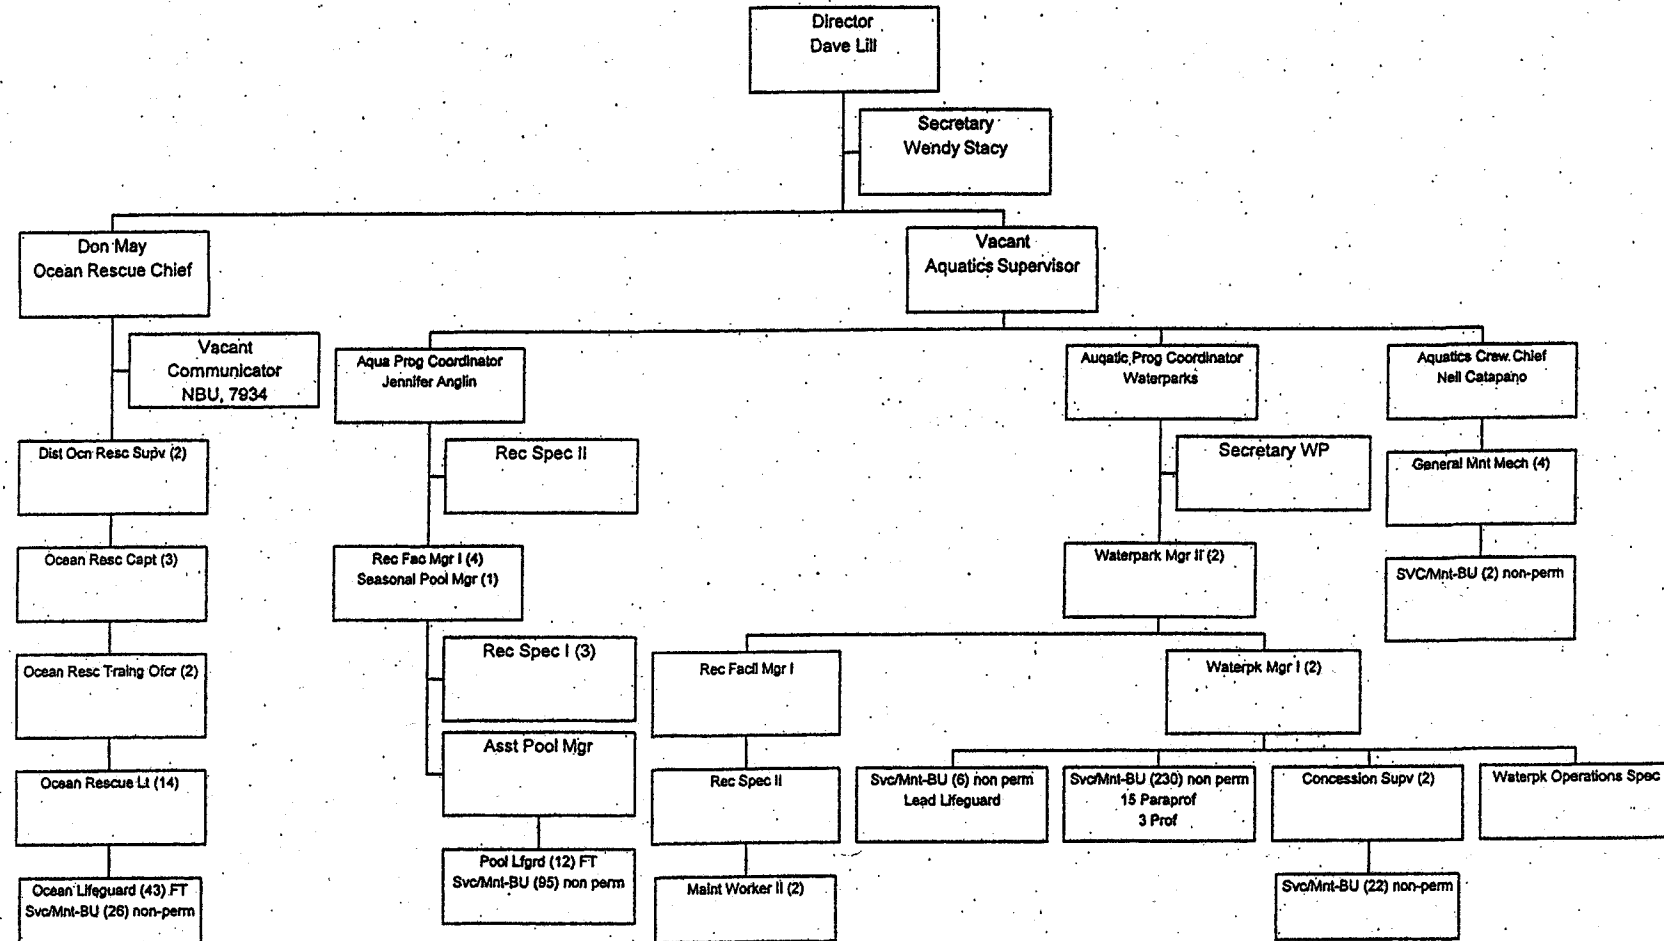 Director
Dave Lill
Secretary
Wendy Stacy
Don May
Ocean Rescue Chief
Vacant
Aquatics Supervisor
Vacant
Communicator
NBU, 7934
Aqua Prog Coordinator
Jennifer Anglin
Auqatic Prog Coordinator
Waterparks
Aquatics Crew Chief
Neil Catapano
Dist Ocn Resc Supv (2)
Rec Spec II
Secretary WP
General Mnt Mech (4)
Ocean Resc Capt (3)
Rec Fac Mgr I (4)
Seasonal Pool Mgr (1)
Waterpark Mgr II (2)
SVC/Mnt-BU (2) non-perm
Ocean Resc Traing Ofcr (2)
Rec Spec I (3)
Rec Facil Mgr I
Waterpk Mgr I (2)
Asst Pool Mgr
Ocean Rescue Lt (14)
Rec Spec II
Svc/Mnt-BU (6) non perm
Lead Lifeguard
Svc/Mnt-BU (230) non perm
15 Paraprof
3 Prof
Concession Supv (2)
Waterpk Operations Spec
Ocean Lifeguard (43) FT
Svc/Mnt-BU (26) non-perm
Pool Lfgrd (12) FT
Svc/Mnt-BU (95) non perm
Maint Worker II (2)
Svc/Mnt-BU (22) non-perm